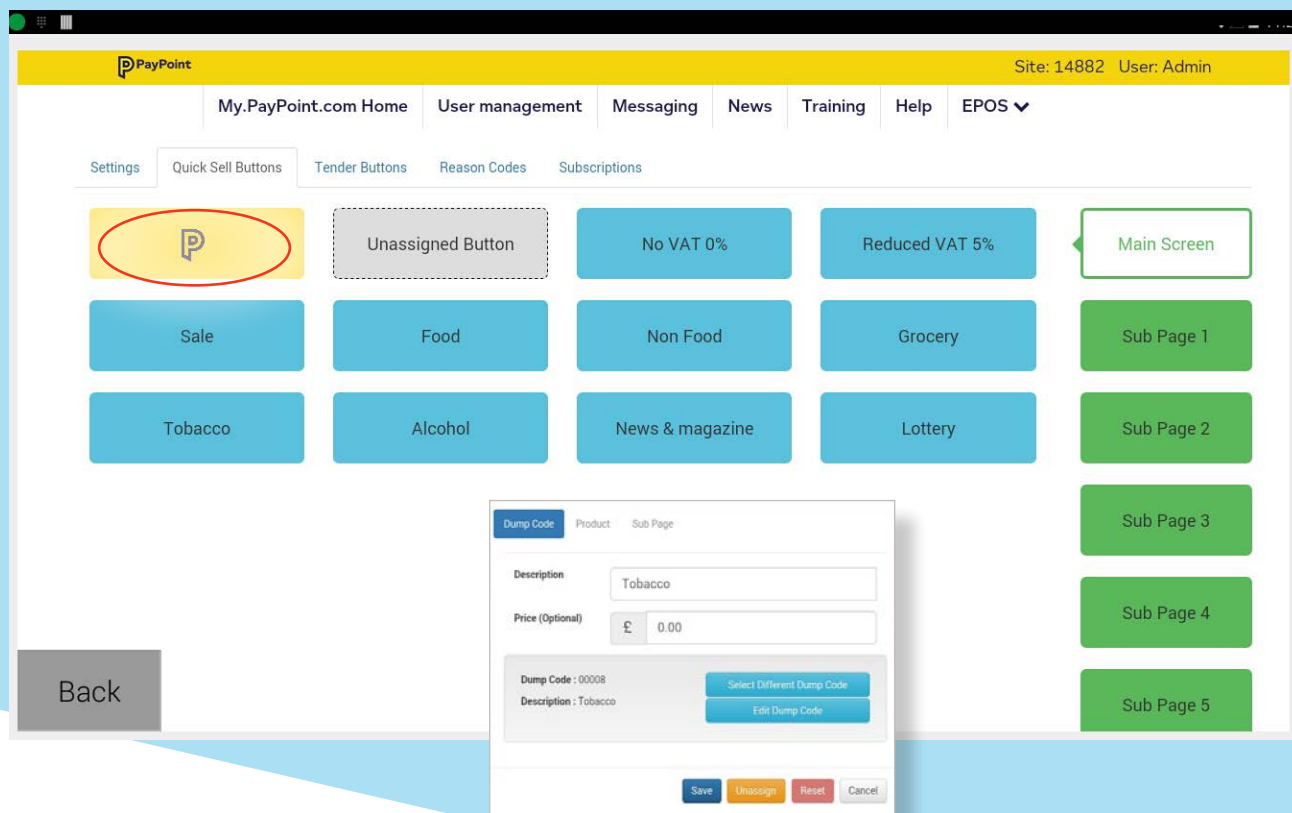 PayPoint
Site: 14882 User: Admin
My.PayPoint.com Home User management Messaging News Training Help EPOS
Settings Quick Sell Buttons Tender Buttons Reason Codes Subscriptions
Unassigned Button No VAT 0% Reduced VAT 5% Main Screen
Sale Food Non Food Grocery Sub Page 1
Tobacco Alcohol News & magazine Lottery Sub Page 2
Sub Page 3
Sub Page 4
Sub Page 5
Dump Code Product Sub Page
Description Tobacco
Price (Optional) £ 0.00
Dump Code : 00008 Select Different Dump Code
Description : Tobacco Edit Dump Code
Save Unassign Reset Cancel
Back